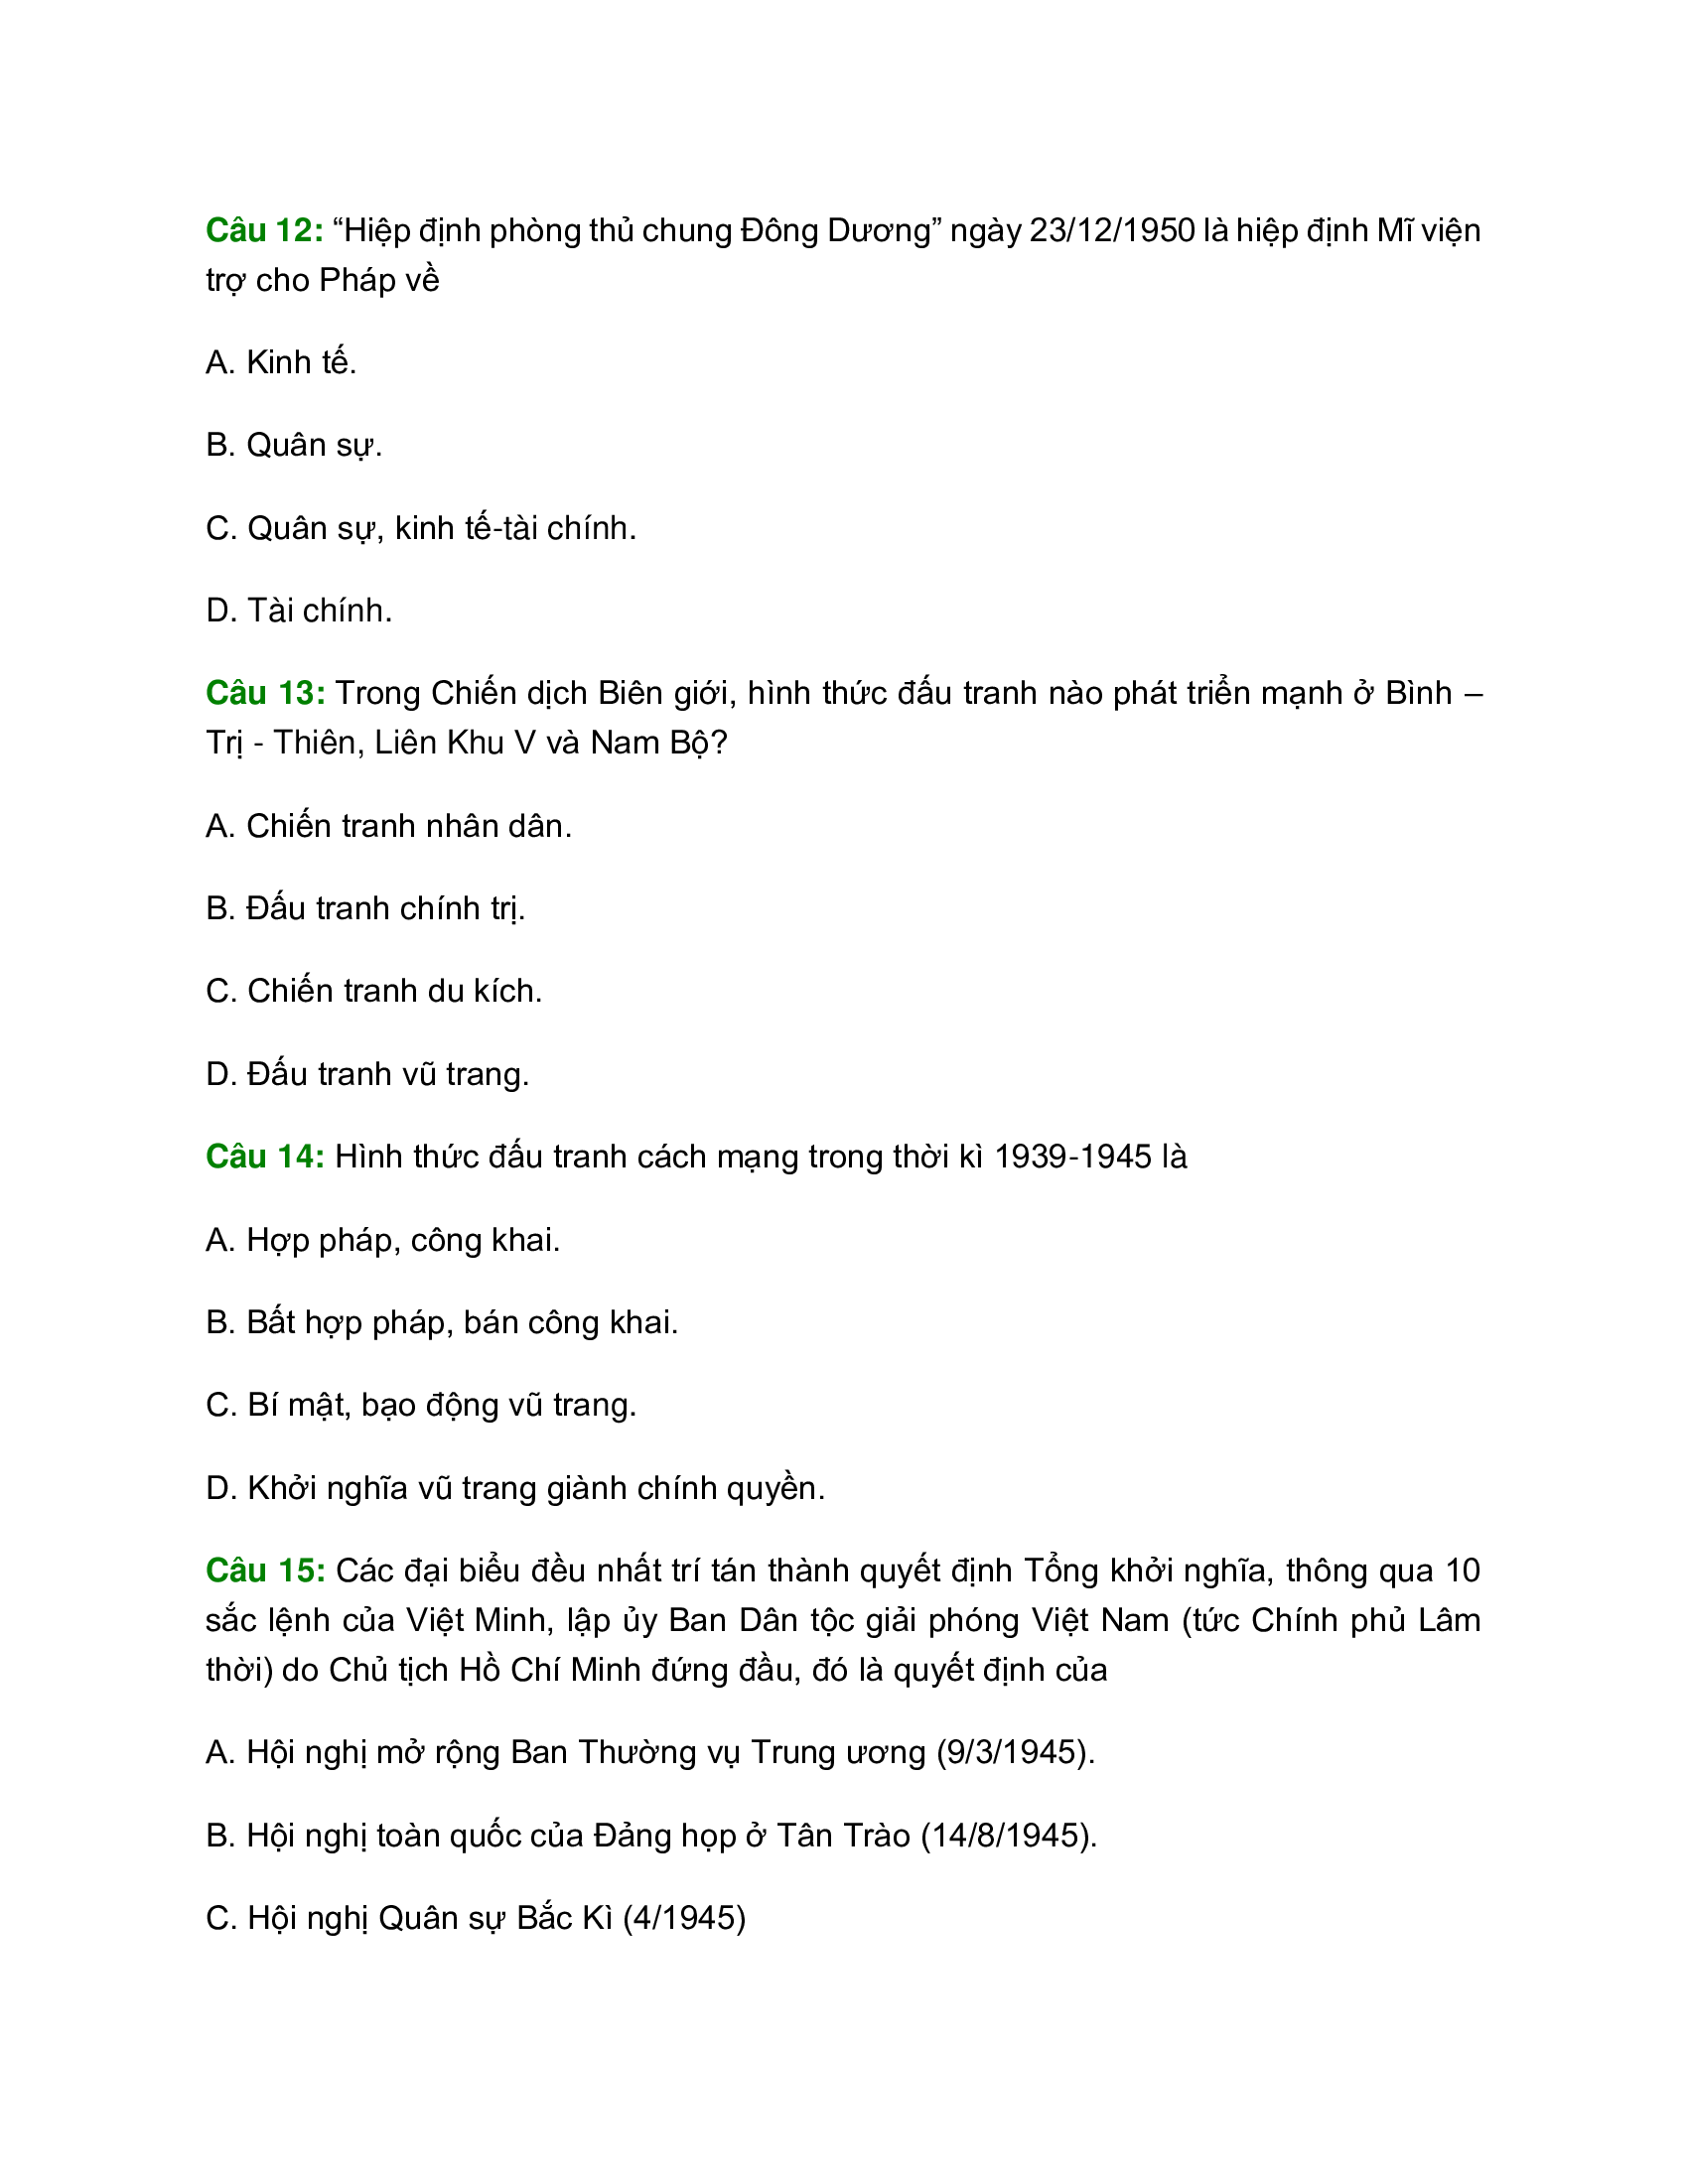 Câu 12: “Hiệp định phòng thủ chung Đông Dương” ngày 23/12/1950 là hiệp định Mĩ viện
trợ cho Pháp về
A. Kinh tế.
B. Quân sự.
C. Quân sự, kinh tế-tài chính.
D. Tài chính.
Câu 13: Trong Chiến dịch Biên giới, hình thức đấu tranh nào phát triển mạnh ở Bình –
Trị - Thiên, Liên Khu V và Nam Bộ?
A. Chiến tranh nhân dân.
B. Đấu tranh chính trị.
C. Chiến tranh du kích.
D. Đấu tranh vũ trang.
Câu 14: Hình thức đấu tranh cách mạng trong thời kì 1939-1945 là
A. Hợp pháp, công khai.
B. Bất hợp pháp, bán công khai.
C. Bí mật, bạo động vũ trang.
D. Khởi nghĩa vũ trang giành chính quyền.
Câu 15: Các đại biểu đều nhất trí tán thành quyết định Tổng khởi nghĩa, thông qua 10
sắc lệnh của Việt Minh, lập ủy Ban Dân tộc giải phóng Việt Nam (tức Chính phủ Lâm
thời) do Chủ tịch Hồ Chí Minh đứng đầu, đó là quyết định của
A. Hội nghị mở rộng Ban Thường vụ Trung ương (9/3/1945).
B. Hội nghị toàn quốc của Đảng họp ở Tân Trào (14/8/1945).
C. Hội nghị Quân sự Bắc Kì (4/1945)